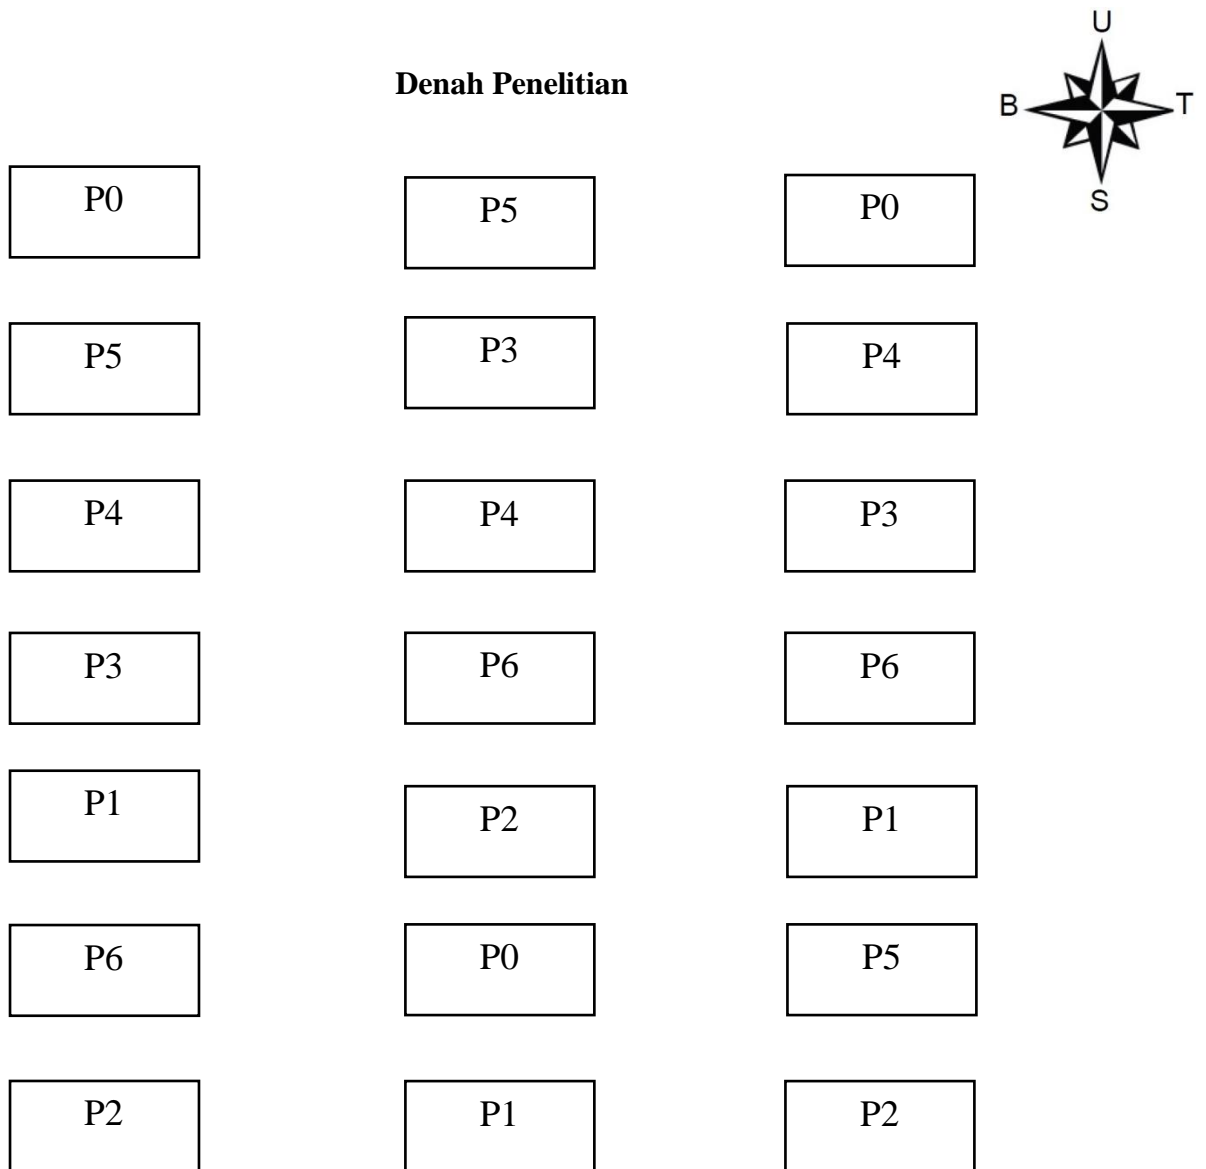 U
Denah Penelitian
B T
S
P0 P5 P0
P5 P3 P4
P4 P4 P3
P3 P6 P6
P1 P2 P1
P6 P0 P5
P2 P1 P2